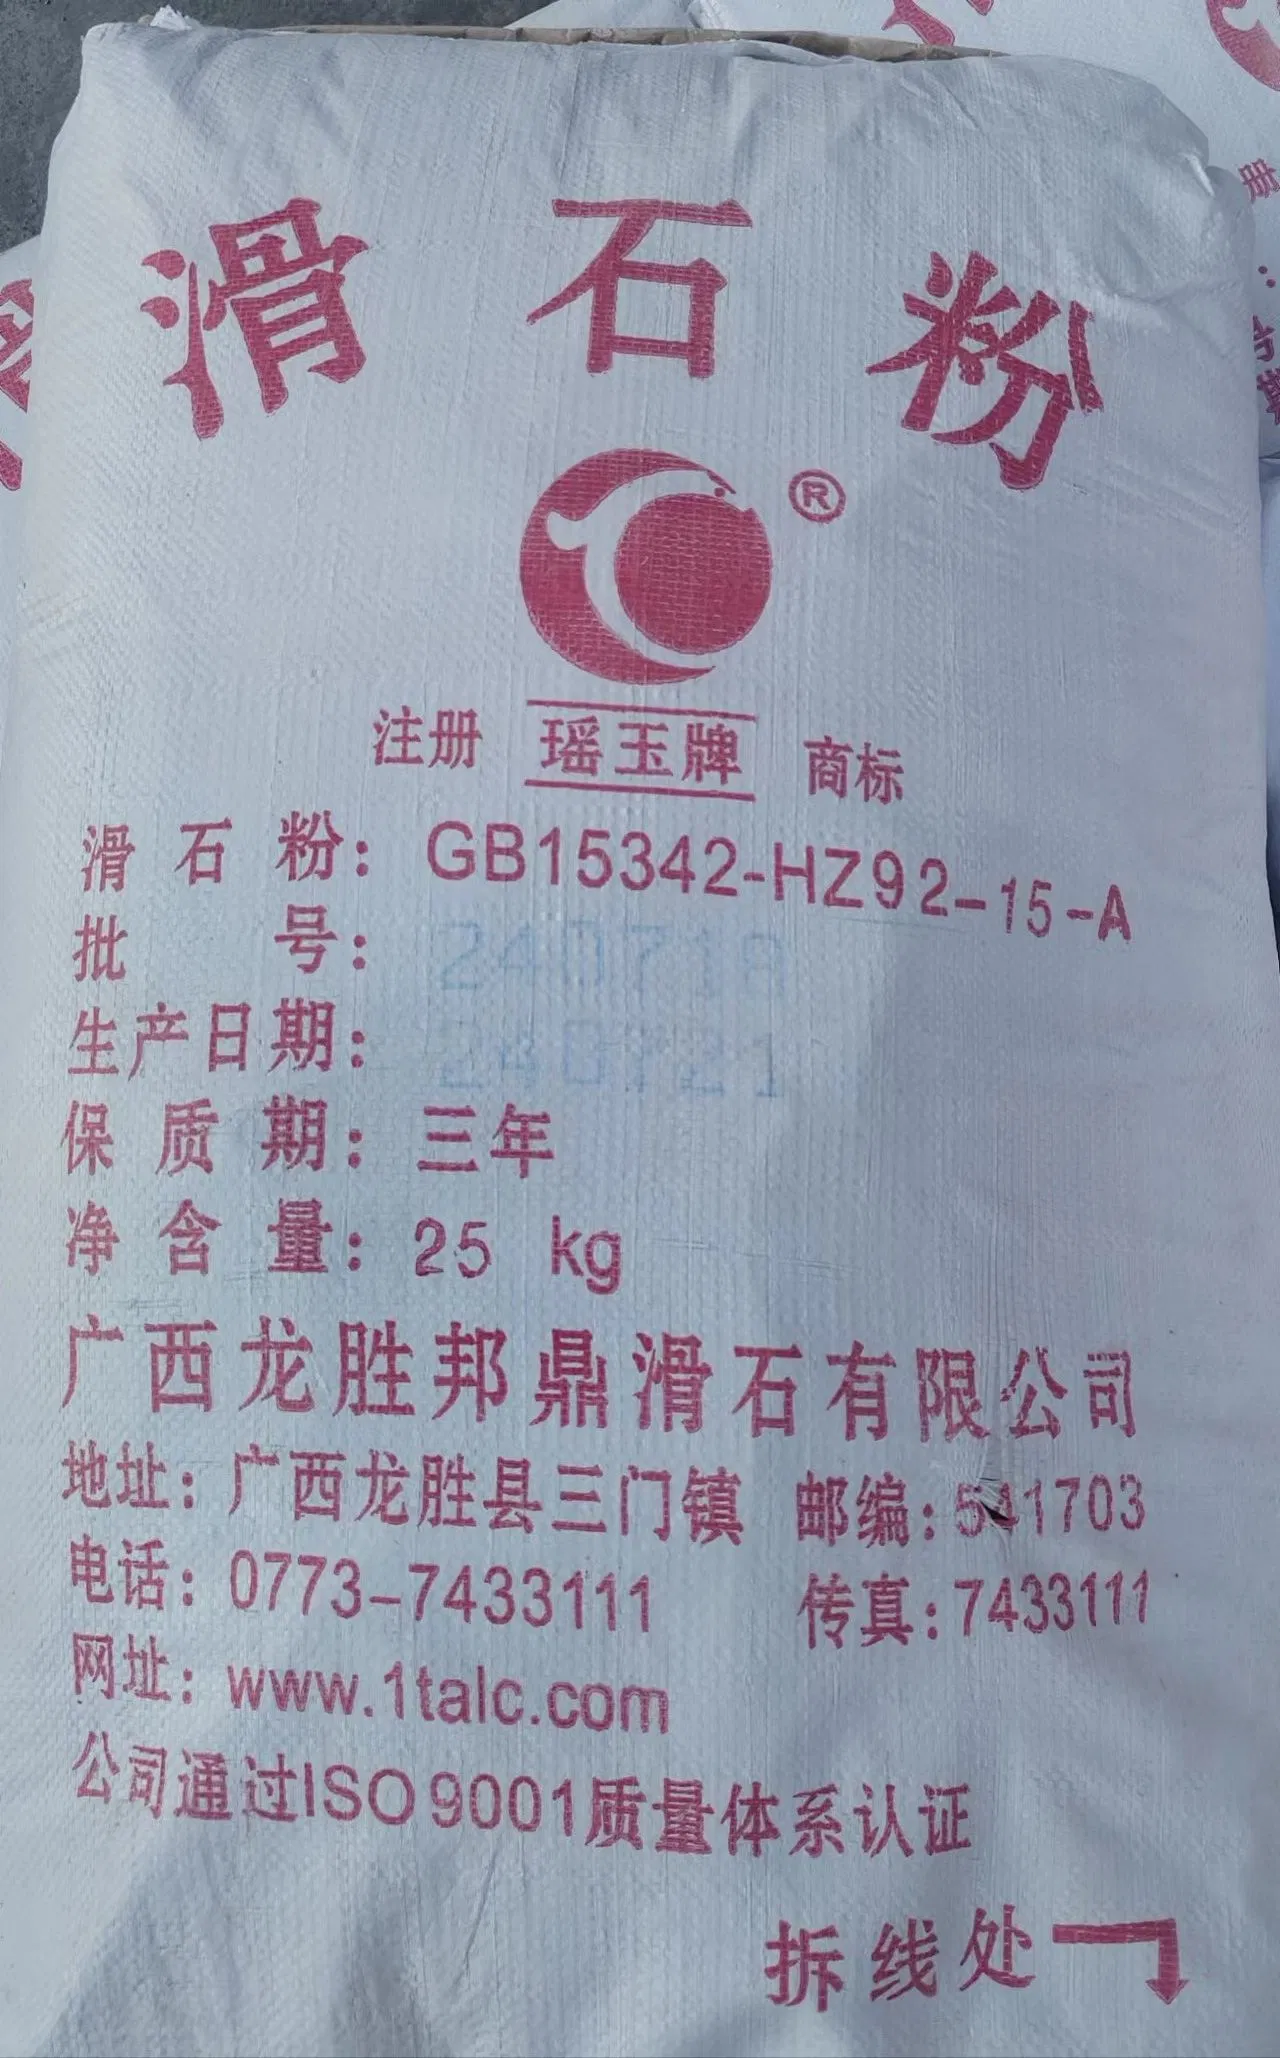 滑石粉
®
注册 瑶玉牌 商标
滑石粉：GB15342-HZ92-15-A
批号：
生产日期：240721
保质期：三年
净含量：25 kg
广西龙胜邦鼎滑石有限公司
地址：广西龙胜县三门镇 邮编：541703
电话：0773-7433111 传真：7433111
网址：www.1talc.com
公司通过ISO9001质量体系认证
拆线处